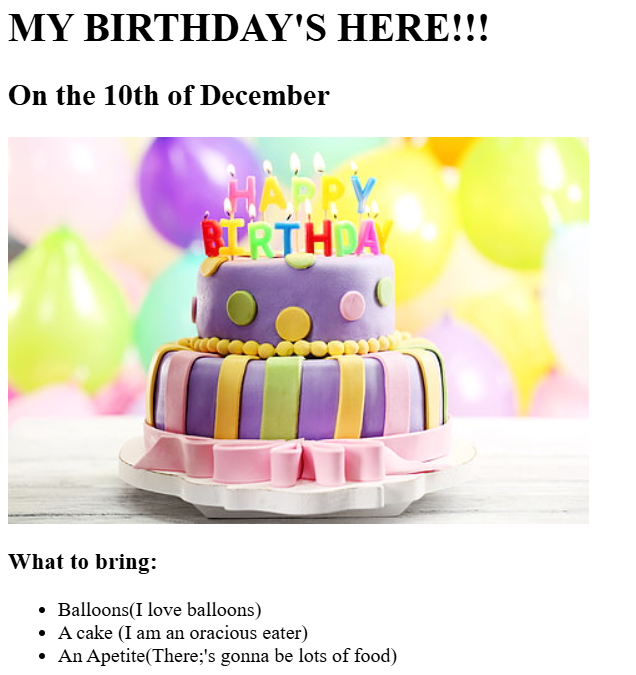 MY BIRTHDAY'S HERE!!!
On the 10th of December
HAPPY
BIRTHDAY
What to bring:
Balloons(I love balloons)
A cake (I am an oracious eater)
An Apetite(There;'s gonna be lots of food)